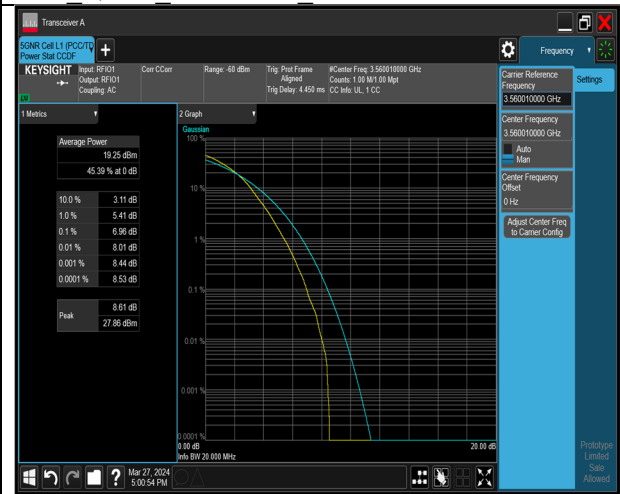 Transceiver A
5GNR Cell L1 (PCC/TD
Power Stat CCDF
Frequency
KEYSIGHT
Input: RFIO1
Output: RFIO1
Coupling: AC
Corr CCorr
Range: -60 dBm
Trig: Prot Frame
Aligned
Trig Delay: 4.450 ms
#Center Freq: 3.560010000 GHz
Counts: 1.00 M/1.00 Mpt
CC Info: UL, 1 CC
1 Metrics
Average Power
19.25 dBm
45.39 % at 0 dB
10.0 % 3.11 dB
1.0 % 5.41 dB
0.1 % 6.96 dB
0.01 % 8.01 dB
0.001 % 8.44 dB
0.0001 % 8.53 dB
Peak
8.61 dB
27.86 dBm
2 Graph
Gaussian
100 %
10 %
1 %
0.1 %
0.01 %
0.001 %
0.0001 %
0.00 dB
20.00 dB
Info BW 20.000 MHz
Carrier Reference
Frequency
3.560010000 GHz
Center Frequency
3.560010000 GHz
Auto
Man
Center Frequency
Offset
0 Hz
Adjust Center Freq
to Carrier Config
Settings
Prototype
Limited
Sale
Allowed
?
Mar 27, 2024
5:00:54 PM